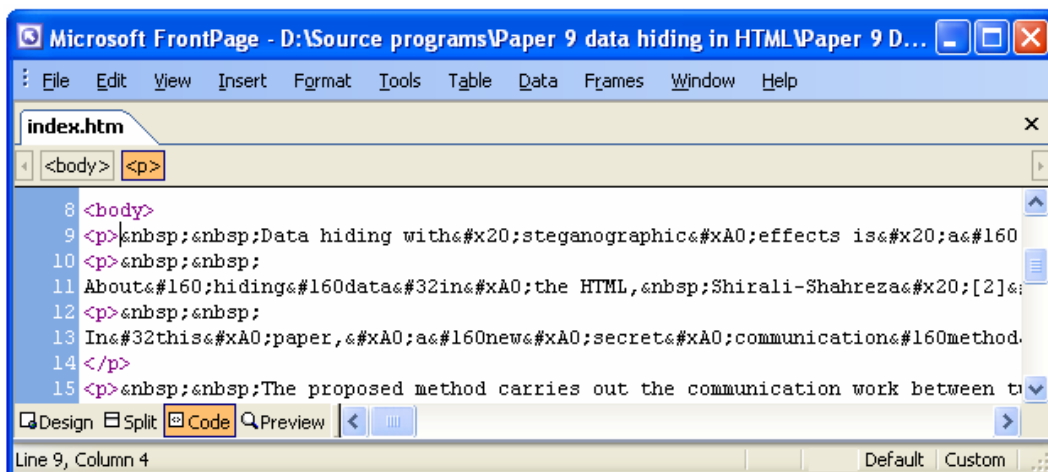 Microsoft FrontPage - D:\Source programs\Paper 9 data hiding in HTML\Paper 9 D...
File Edit View Insert Format Tools Table Data Frames Window Help
index.htm
<body> <p>
8 <body>
9 <p>&nbsp;&nbsp;Data hiding with&#x20;steganographic&#xA0;effects is&#x20;a&#160
10 <p>&nbsp;&nbsp;
11 About&#160;hiding&#160data&#32in&#xA0;the HTML,&nbsp;Shirali-Shahreza&#x20;[2]&
12 <p>&nbsp;&nbsp;
13 In&#32this&#xA0;paper,&#xA0;a&#160new&#xA0;secret&#xA0;communication&#160method
14 </p>
15 <p>&nbsp;&nbsp;The proposed method carries out the communication work between
Design Split Code Preview
Line 9, Column 4 Default Custom